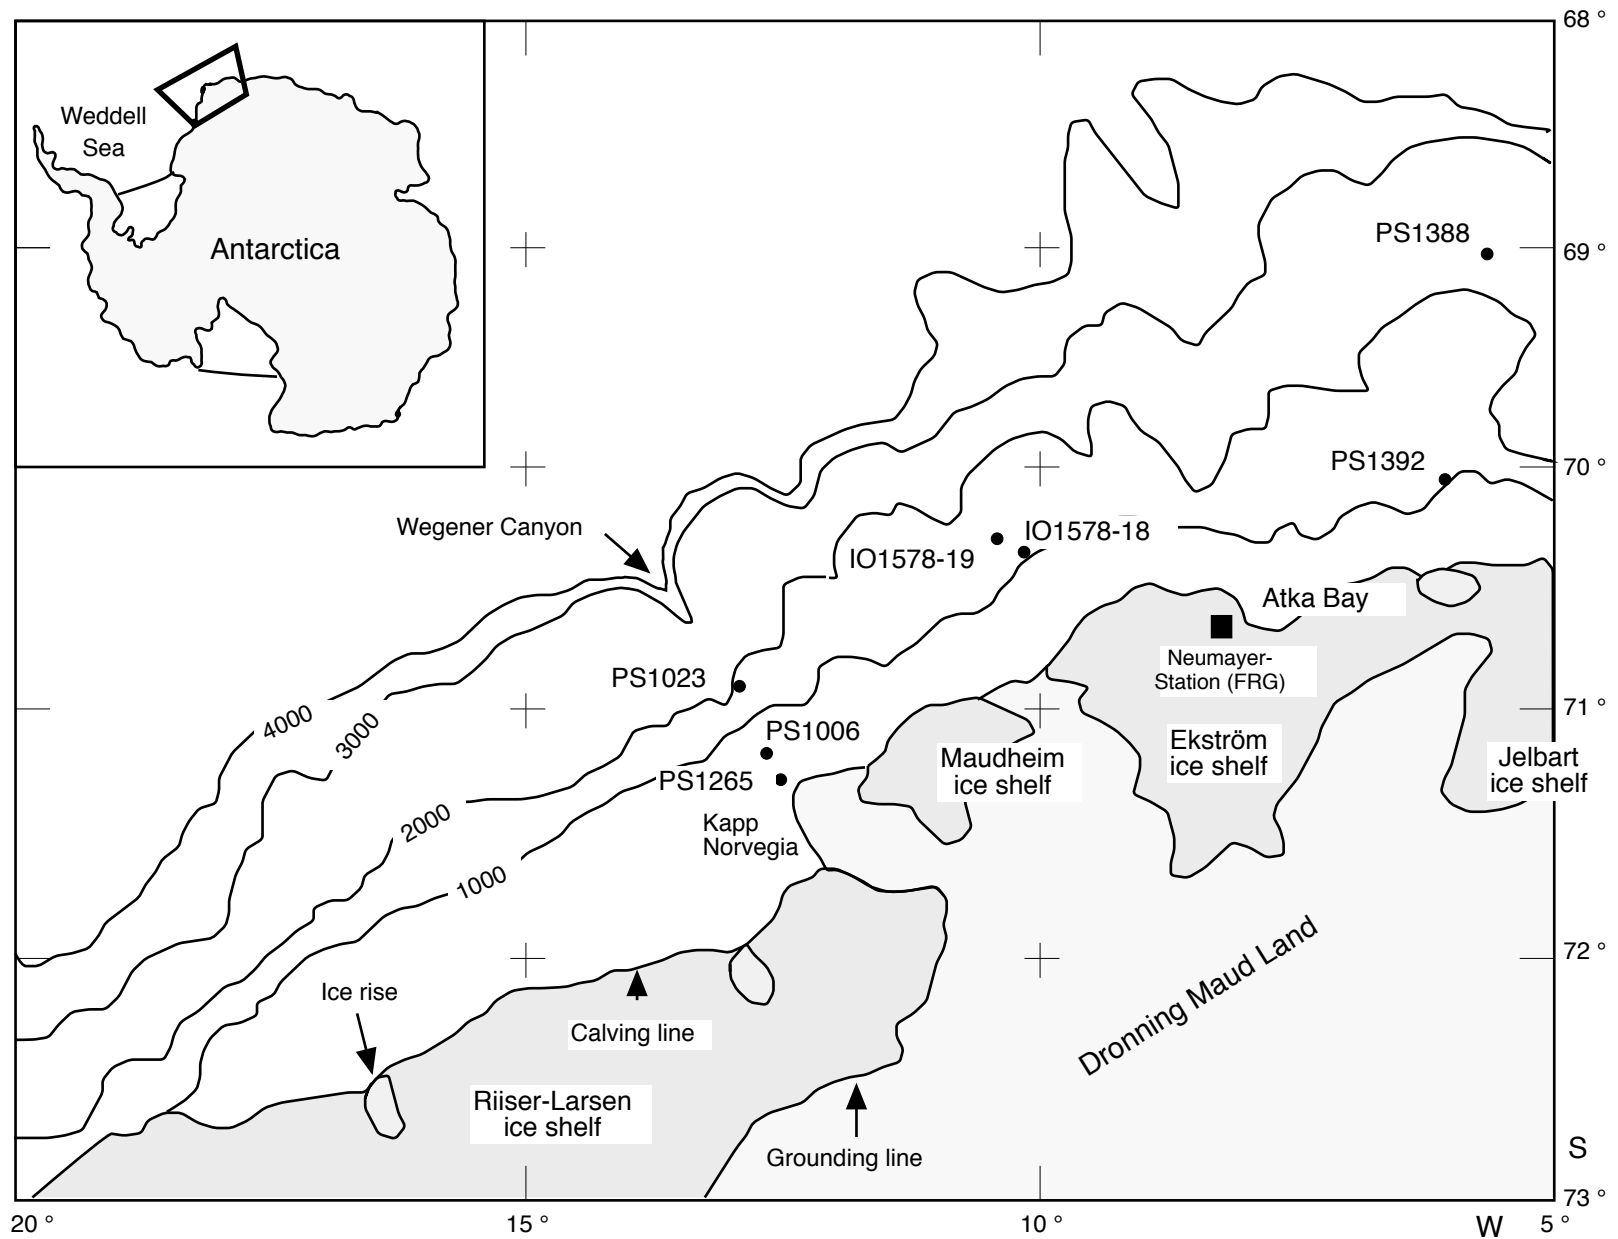 68 °
Weddell
Sea
Antarctica
PS1388
69 °
PS1392
70 °
Wegener Canyon
IO1578-18
IO1578-19
Atka Bay
Neumayer-
Station (FRG)
PS1023
4000
3000
71 °
PS1006
PS1265
Maudheim
ice shelf
Ekström
ice shelf
Jelbart
ice shelf
2000
Kapp
Norvegia
1000
72 °
Ice rise
Calving line
Dronning Maud Land
Riiser-Larsen
ice shelf
Grounding line
S
73 °
20 °
15 °
10 °
W
5 °